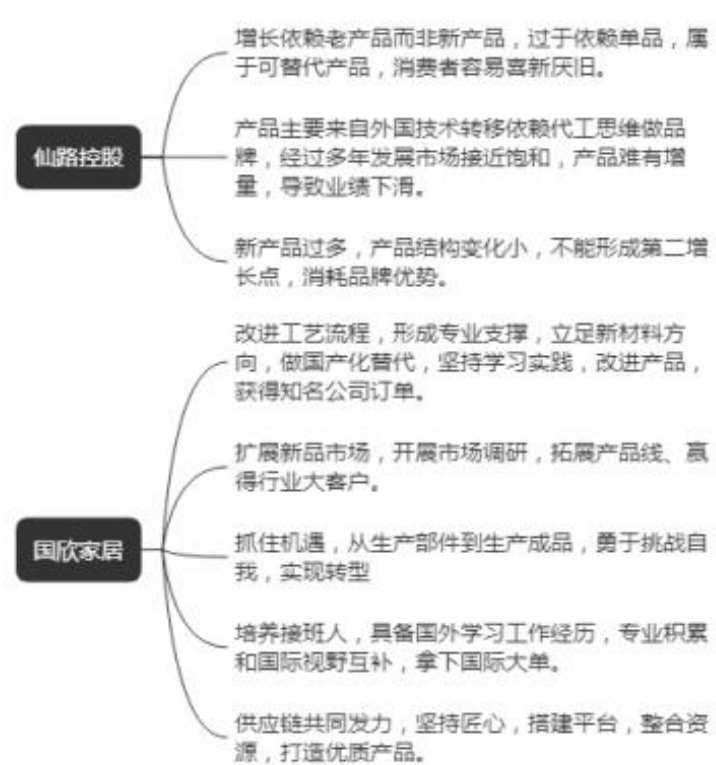 仙路控股
增长依赖老产品而非新产品，过于依赖单品，属
于可替代产品，消费者容易喜新厌旧。
产品主要来自外国技术转移依赖代工思维做品
牌，经过多年发展市场接近饱和，产品难有增
量，导致业绩下滑。
新产品过多，产品结构变化小，不能形成第二增
长点，消耗品牌优势。
国欣家居
改进工艺流程，形成专业支撑，立足新材料方
向，做国产化替代，坚持学习实践，改进产品，
获得知名公司订单。
扩展新品市场，开展市场调研，拓展产品线、赢
得行业大客户。
抓住机遇，从生产部件到生产成品，勇于挑战自
我，实现转型
培养接班人，具备国外学习工作经历，专业积累
和国际视野互补，拿下国际大单。
供应链共同发力，坚持匠心，搭建平台，整合资
源，打造优质产品。